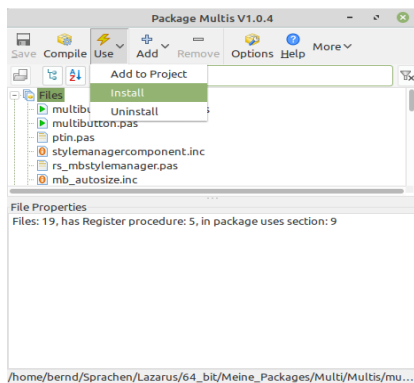 Package Multis V1.0.4
Save Compile Use Add Remove Options Help More
Add to Project
Install
Uninstall
Files
multibutton.pas
ptin.pas
stylemanagercomponent.inc
rs_mbstylemanager.pas
mb_autosize.inc
File Properties
Files: 19, has Register procedure: 5, in package uses section: 9
/home/bernd/Sprachen/Lazarus/64_bit/Meine_Packages/Multi/Multis/mu...